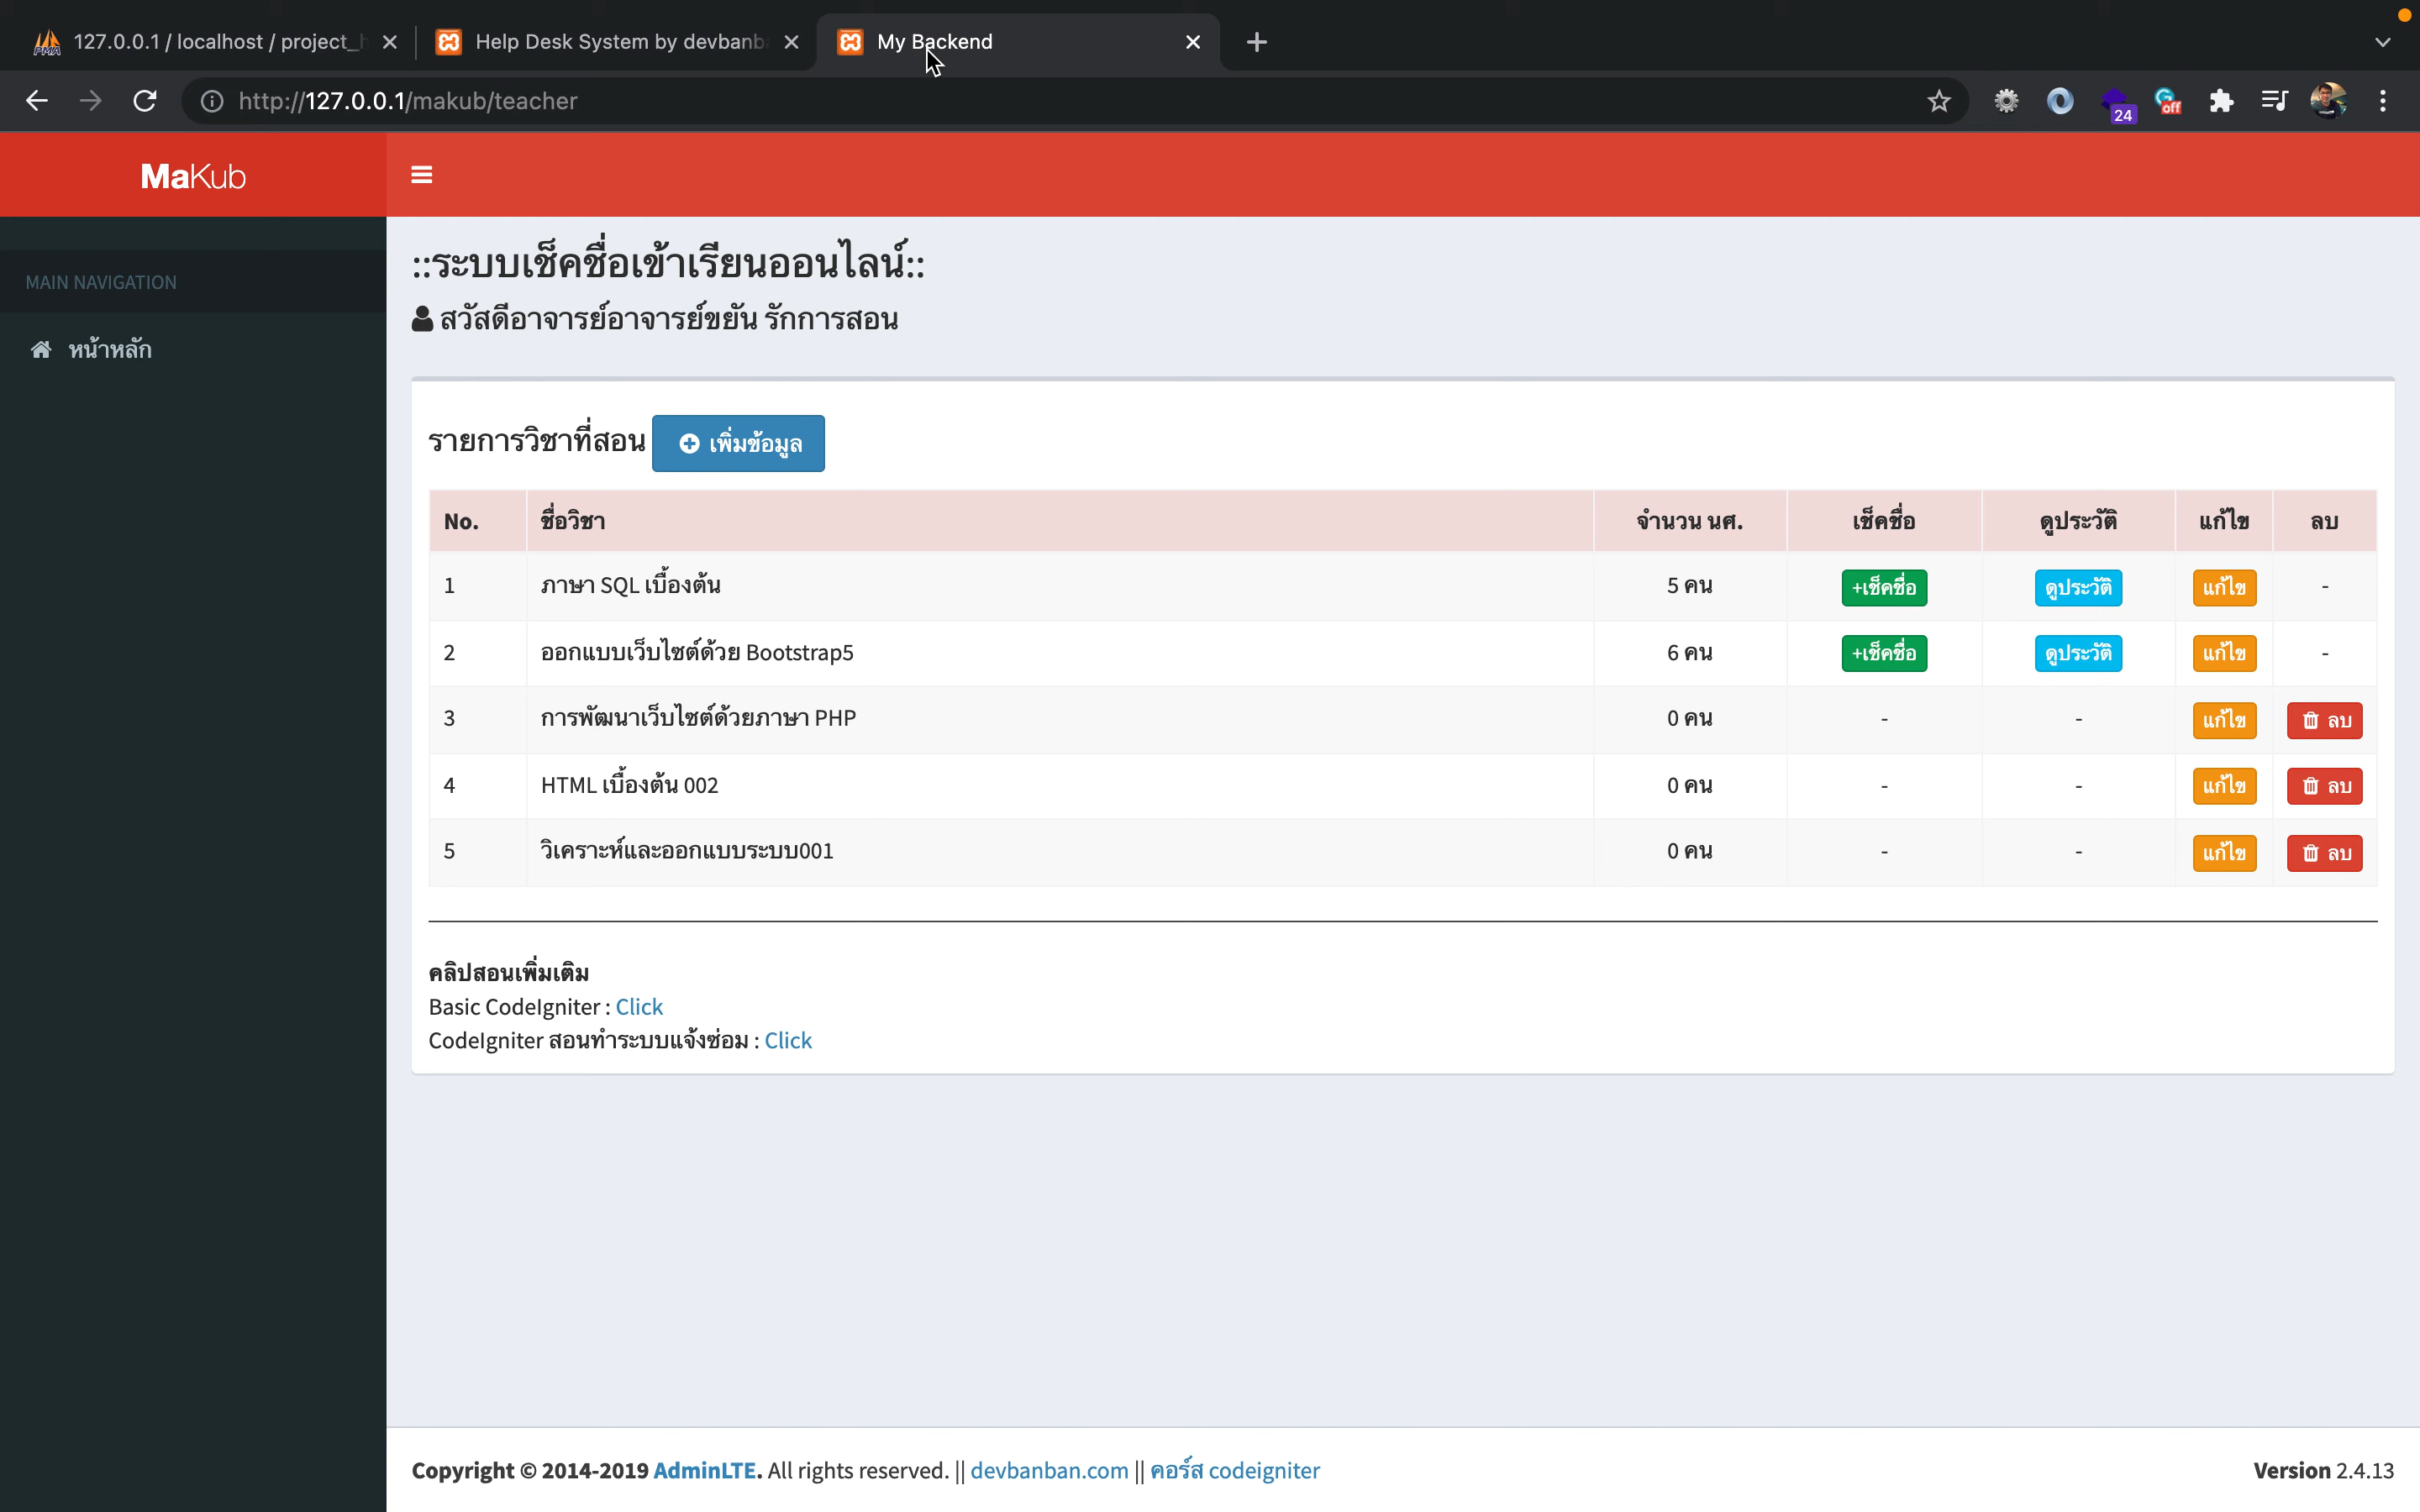 127.0.0.1 / localhost / project_
Help Desk System by devbanb
My Backend
http://127.0.0.1/makub/teacher
24
off
MaKub
MAIN NAVIGATION
หน้าหลัก
::ระบบเช็คชื่อเข้าเรียนออนไลน์::
สวัสดีอาจารย์อาจารย์ขยัน รักการสอน
รายการวิชาที่สอน เพิ่มข้อมูล
No. ชื่อวิชา จำนวน นศ. เช็คชื่อ ดูประวัติ แก้ไข ลบ
1 ภาษา SQL เบื้องต้น 5 คน +เช็คชื่อ ดูประวัติ แก้ไข -
2 ออกแบบเว็บไซต์ด้วย Bootstrap5 6 คน +เช็คชื่อ ดูประวัติ แก้ไข -
3 การพัฒนาเว็บไซต์ด้วยภาษา PHP 0 คน - - แก้ไข ลบ
4 HTML เบื้องต้น 002 0 คน - - แก้ไข ลบ
5 วิเคราะห์และออกแบบระบบ001 0 คน - - แก้ไข ลบ
คลิปสอนเพิ่มเติม
Basic CodeIgniter : Click
CodeIgniter สอนทำระบบแจ้งซ่อม : Click
Copyright © 2014-2019 AdminLTE. All rights reserved. || devbanban.com || คอร์ส codeigniter
Version 2.4.13